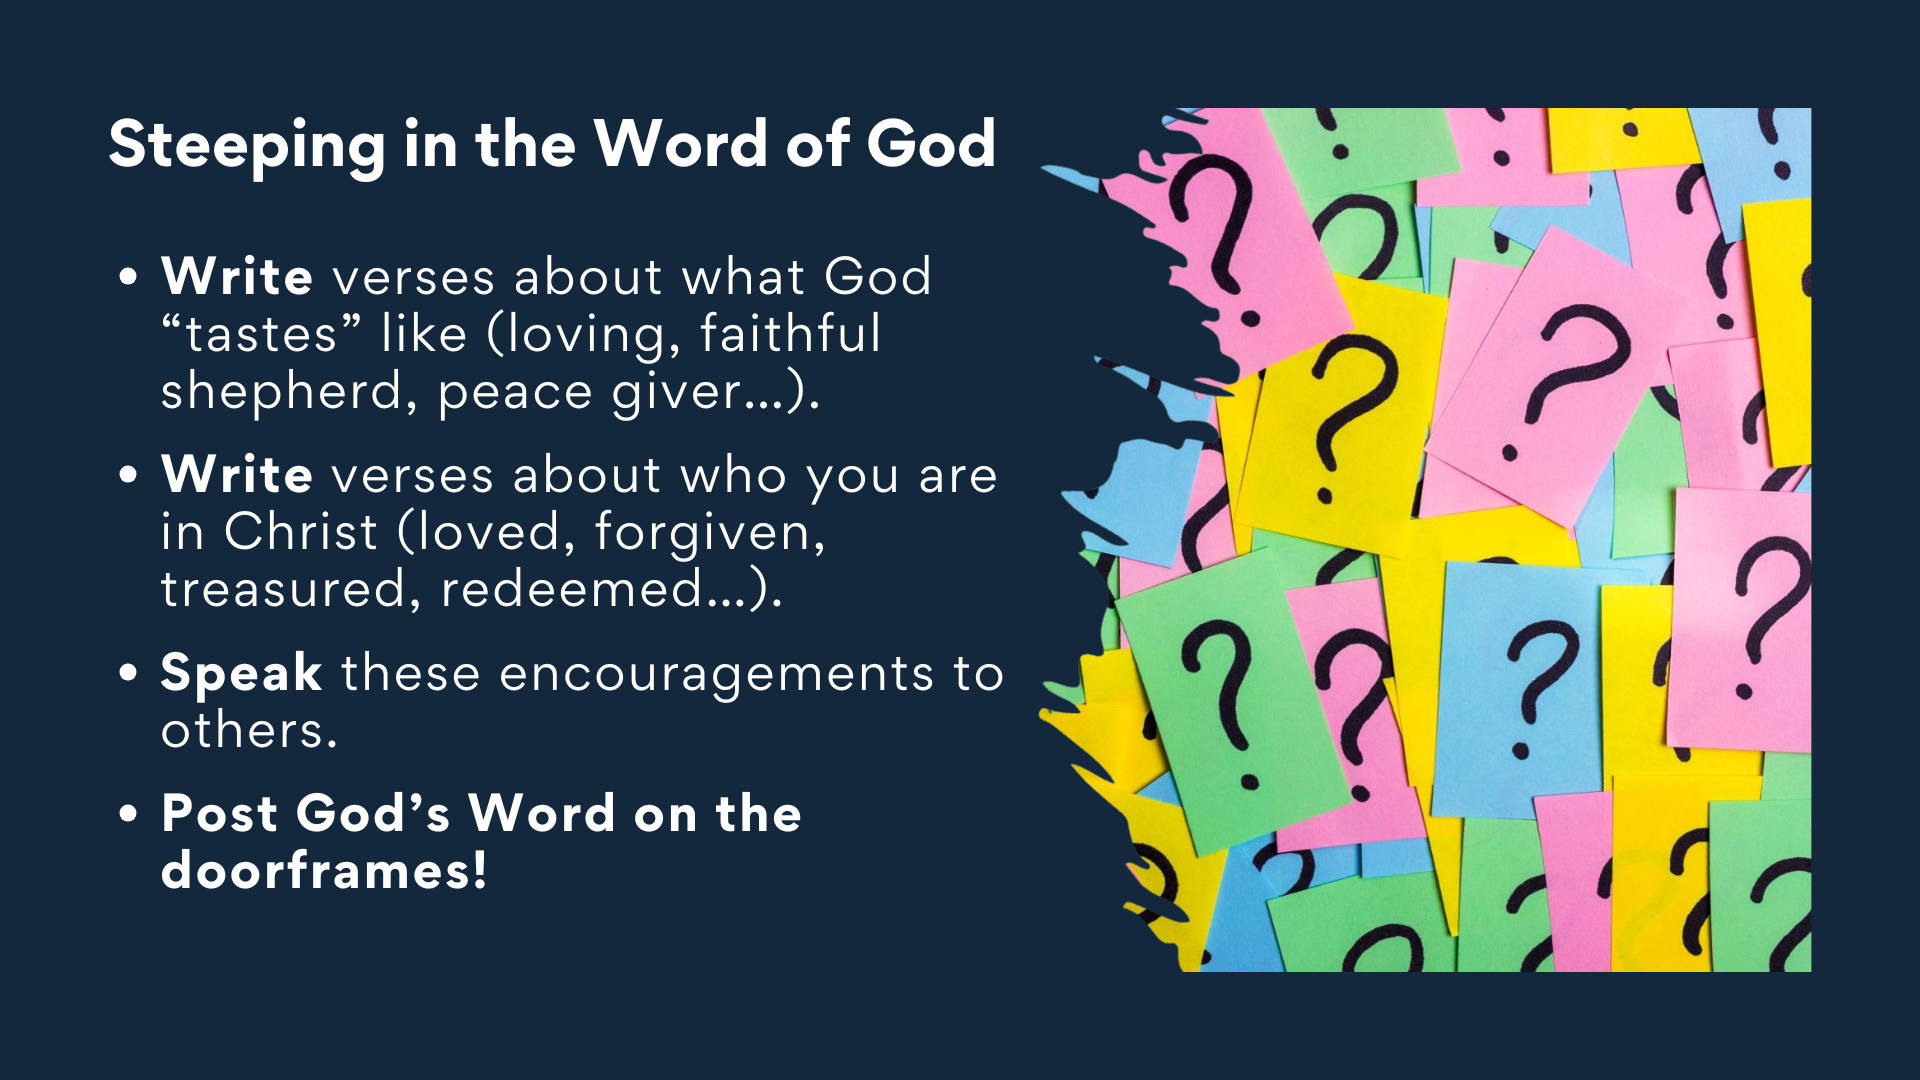 Steeping in the Word of God
• Write verses about what God
“tastes” like (loving, faithful
shepherd, peace giver...).
• Write verses about who you are
in Christ (loved, forgiven,
treasured, redeemed...).
• Speak these encouragements to
others.
• Post God’s Word on the
doorframes!
? ? ? ? ? ? ? ?